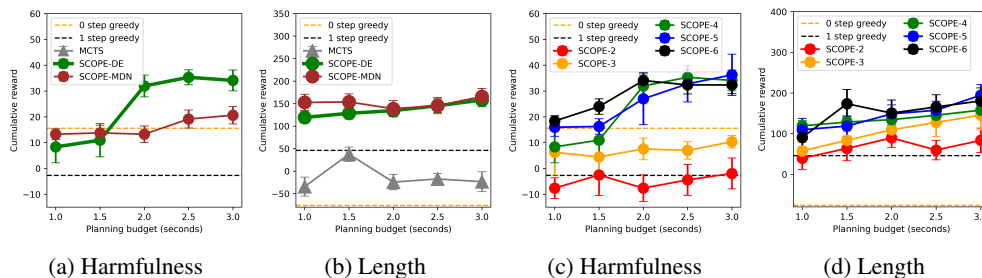 60
50
40
30
20
10
0
−10
Cumulative reward
0 step greedy
1 step greedy
MCTS
SCOPE-DE
SCOPE-MDN
1.0 1.5 2.0 2.5 3.0
Planning budget (seconds)
(a) Harmfulness
350
300
250
200
150
100
50
0
−50
Cumulative reward
0 step greedy
1 step greedy
MCTS
SCOPE-DE
SCOPE-MDN
1.0 1.5 2.0 2.5 3.0
Planning budget (seconds)
(b) Length
60
50
40
30
20
10
0
−10
Cumulative reward
0 step greedy
1 step greedy
SCOPE-2
SCOPE-3
SCOPE-4
SCOPE-5
SCOPE-6
1.0 1.5 2.0 2.5 3.0
Planning budget (seconds)
(c) Harmfulness
400
300
200
100
0
Cumulative reward
0 step greedy
1 step greedy
SCOPE-2
SCOPE-3
SCOPE-4
SCOPE-5
SCOPE-6
1.0 1.5 2.0 2.5 3.0
Planning budget (seconds)
(d) Length